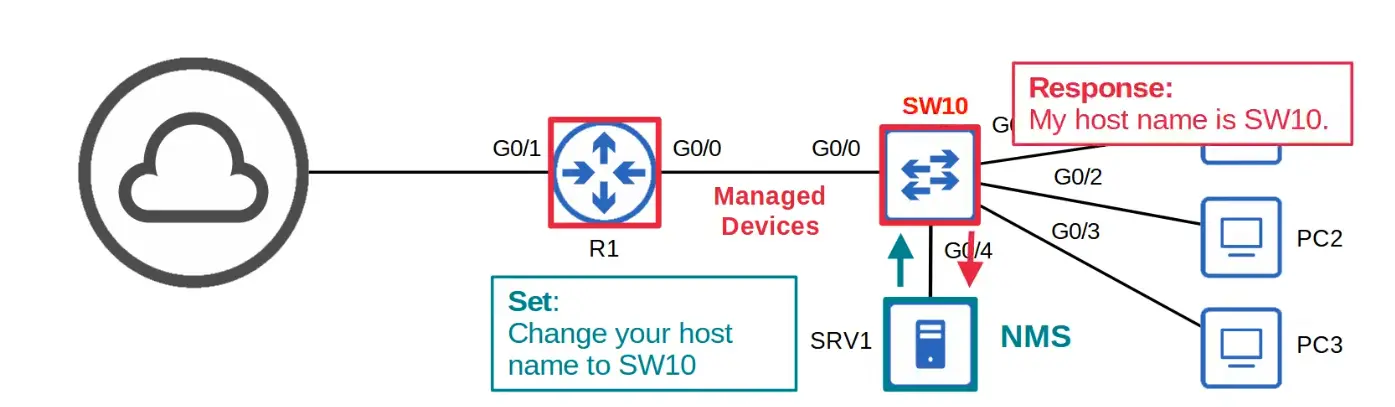 Response:
My host name is SW10.
SW10
G0/1
G0/0
G0/0
G0/2
Managed
Devices
G0/3
PC2
R1
G0/4
Set:
Change your host
name to SW10
SRV1
NMS
PC3